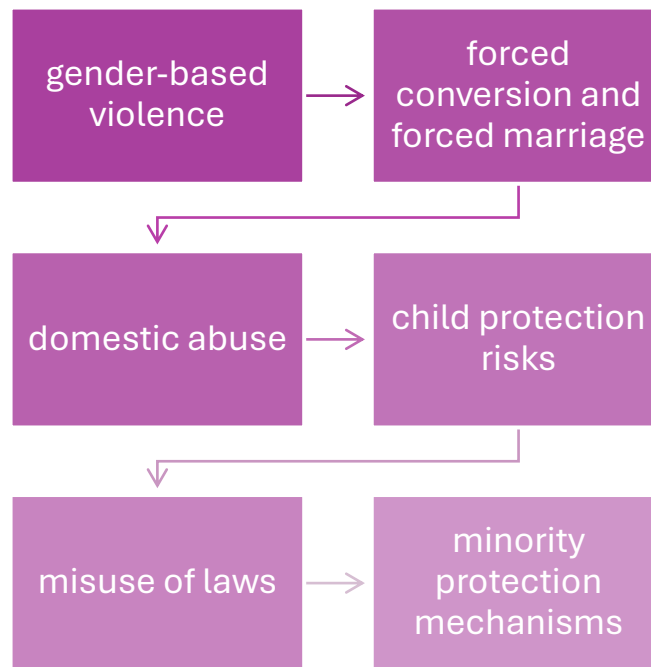 gender-based
violence
forced
conversion and
forced marriage
domestic abuse
child protection
risks
misuse of laws
minority
protection
mechanisms